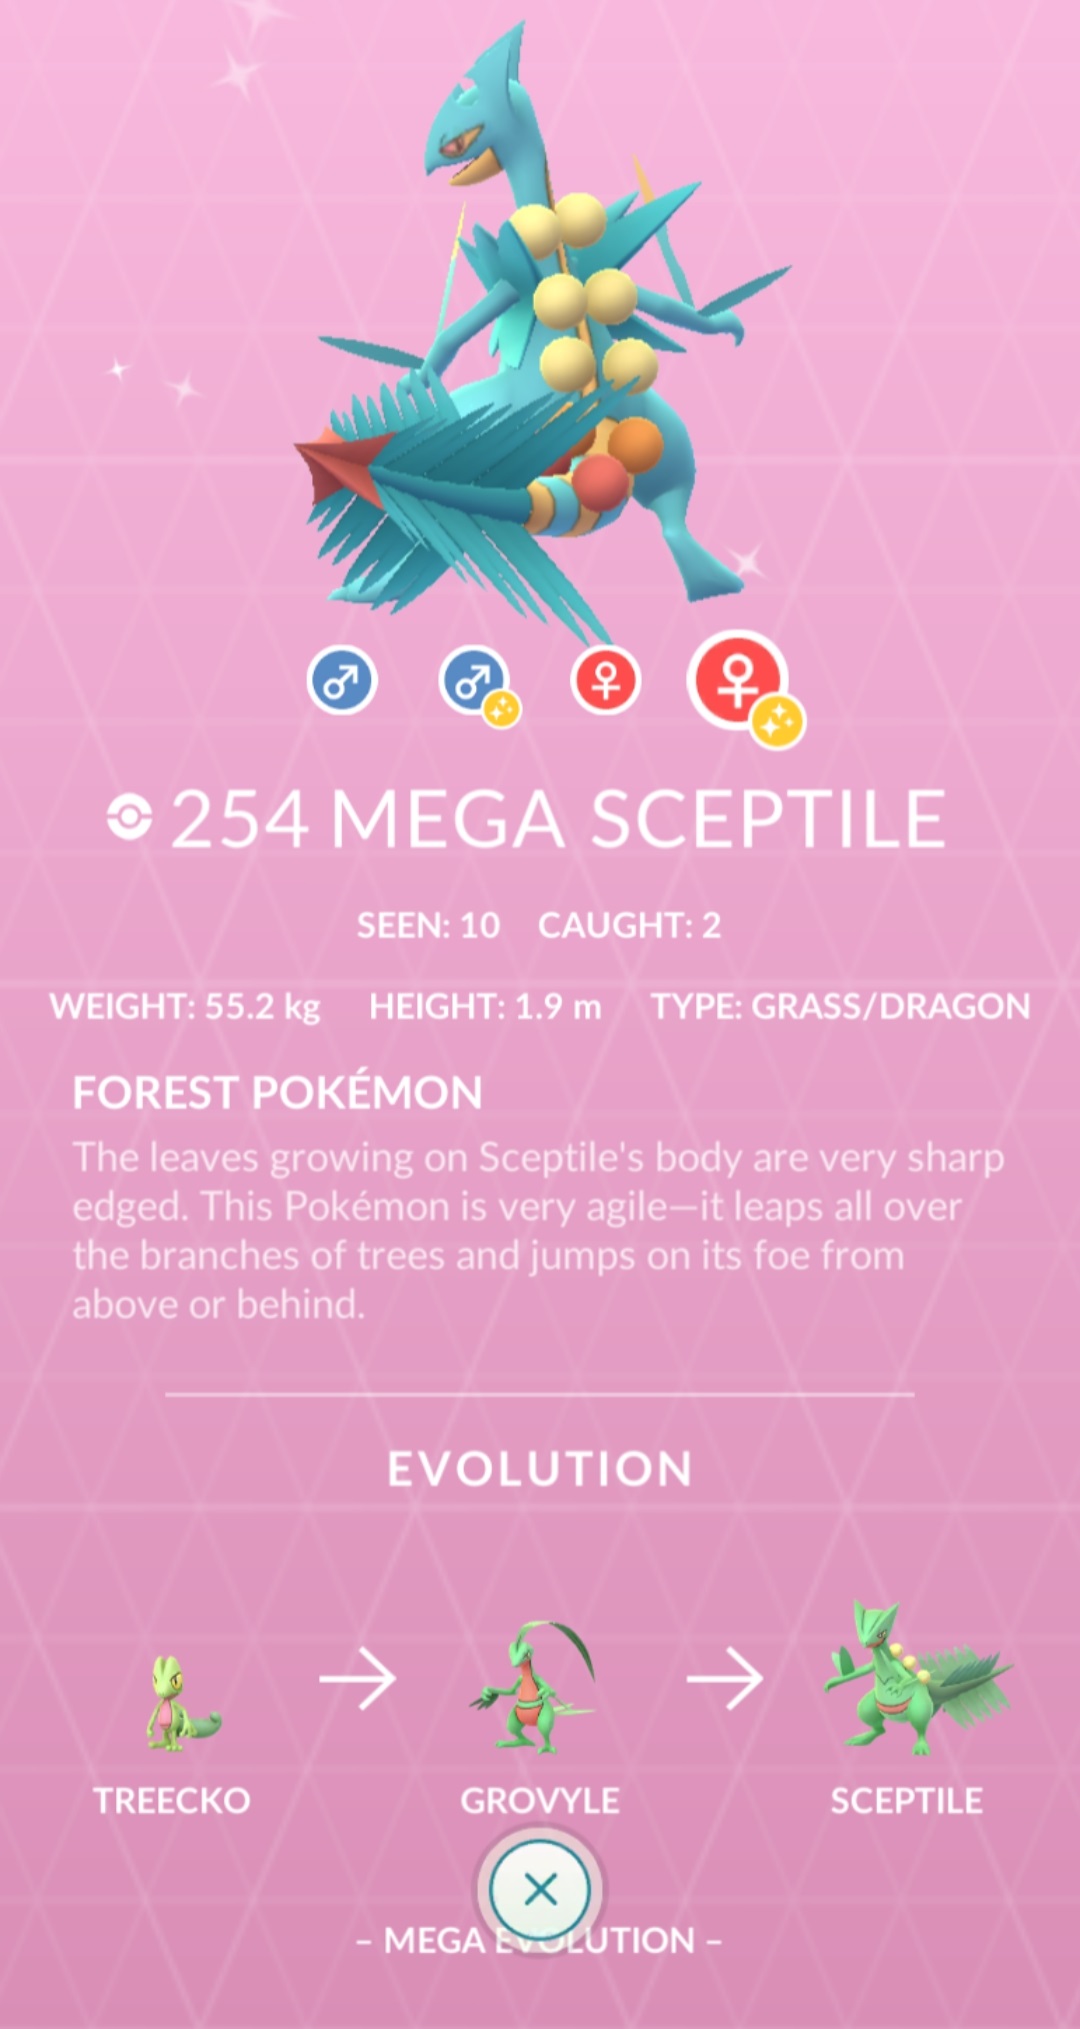 254 MEGA SCEPTILE
SEEN: 10 CAUGHT: 2
WEIGHT: 55.2 kg HEIGHT: 1.9 m TYPE: GRASS/DRAGON
FOREST POKÉMON
The leaves growing on Sceptile's body are very sharp
edged. This Pokémon is very agile—it leaps all over
the branches of trees and jumps on its foe from
above or behind.
EVOLUTION
TREECKO GROVYLE SCEPTILE
– MEGA EVOLUTION –